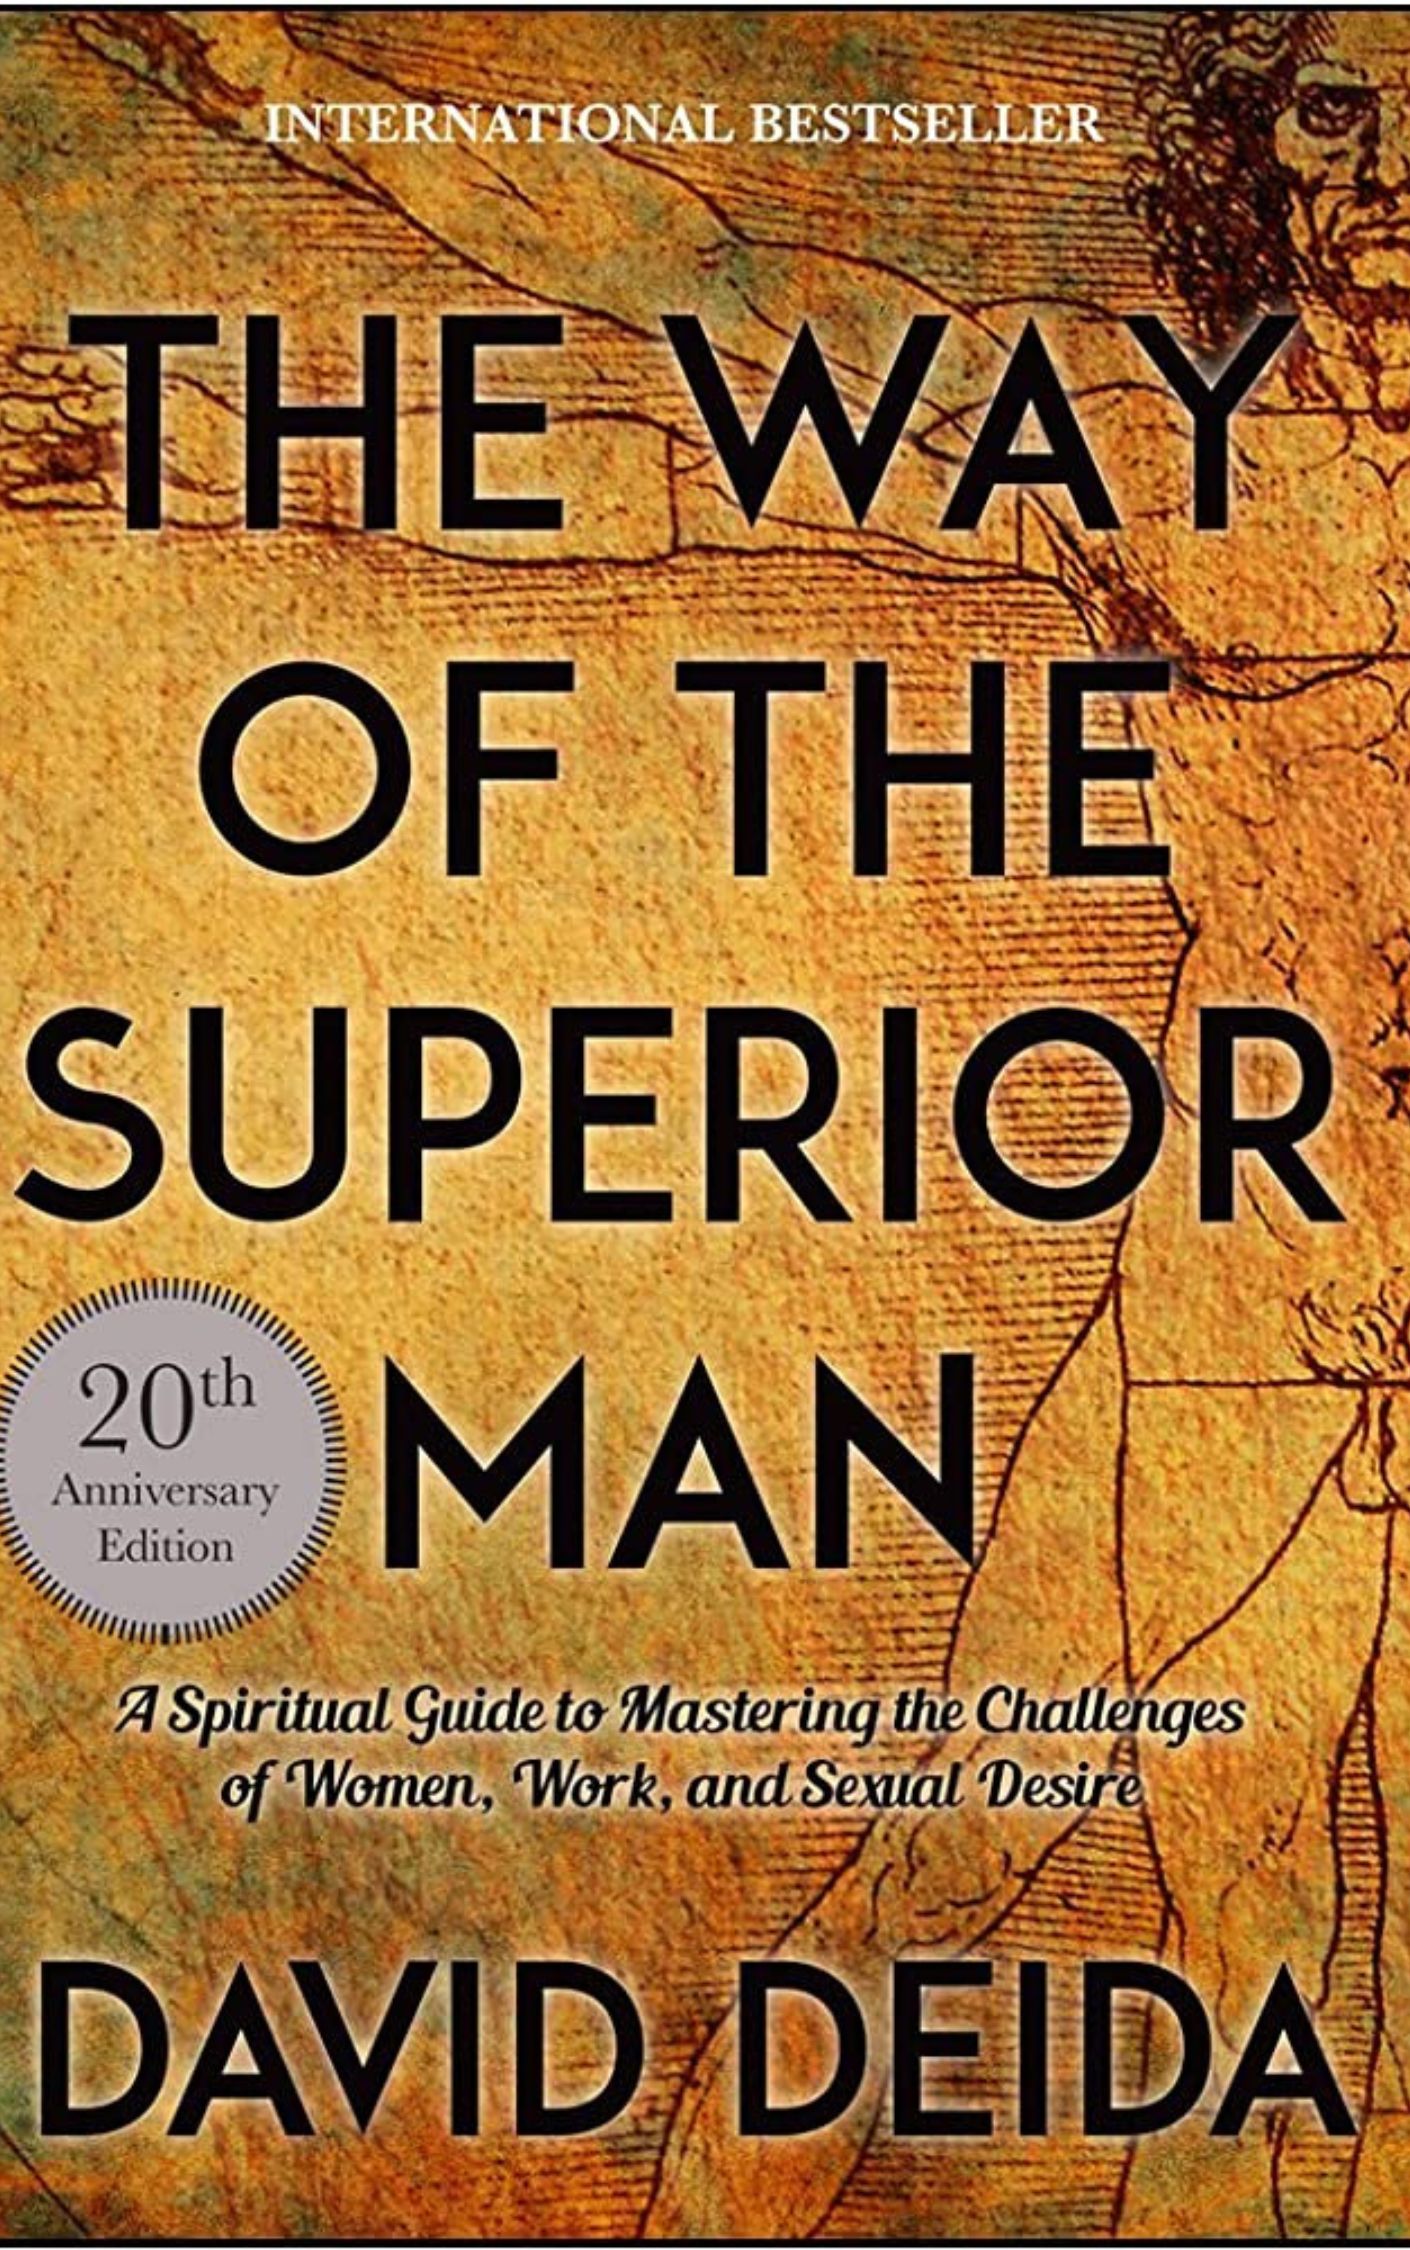 INTERNATIONAL BESTSELLER
THE WAY
OF THE
SUPERIOR
MAN
20th
Anniversary
Edition
A Spiritual Guide to Mastering the Challenges
of Women, Work, and Sexual Desire
DAVID DEIDA